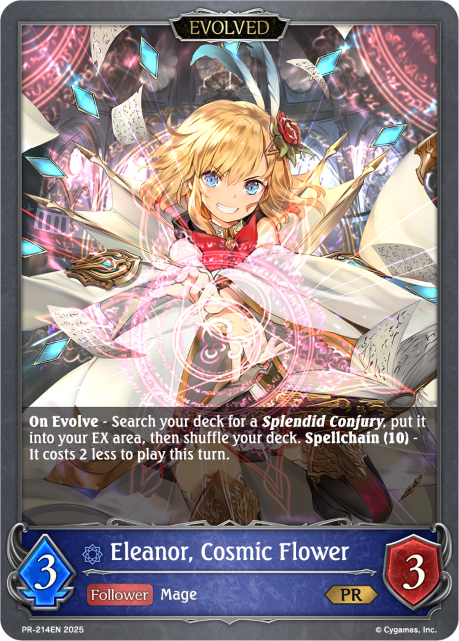 EVOLVED
On Evolve - Search your deck for a Splendid Conjury, put it
into your EX area, then shuffle your deck. Spellchain (10) -
It costs 2 less to play this turn.
3
Eleanor, Cosmic Flower
3
Follower Mage
PR
PR-214EN 2025
© Cygames, Inc.